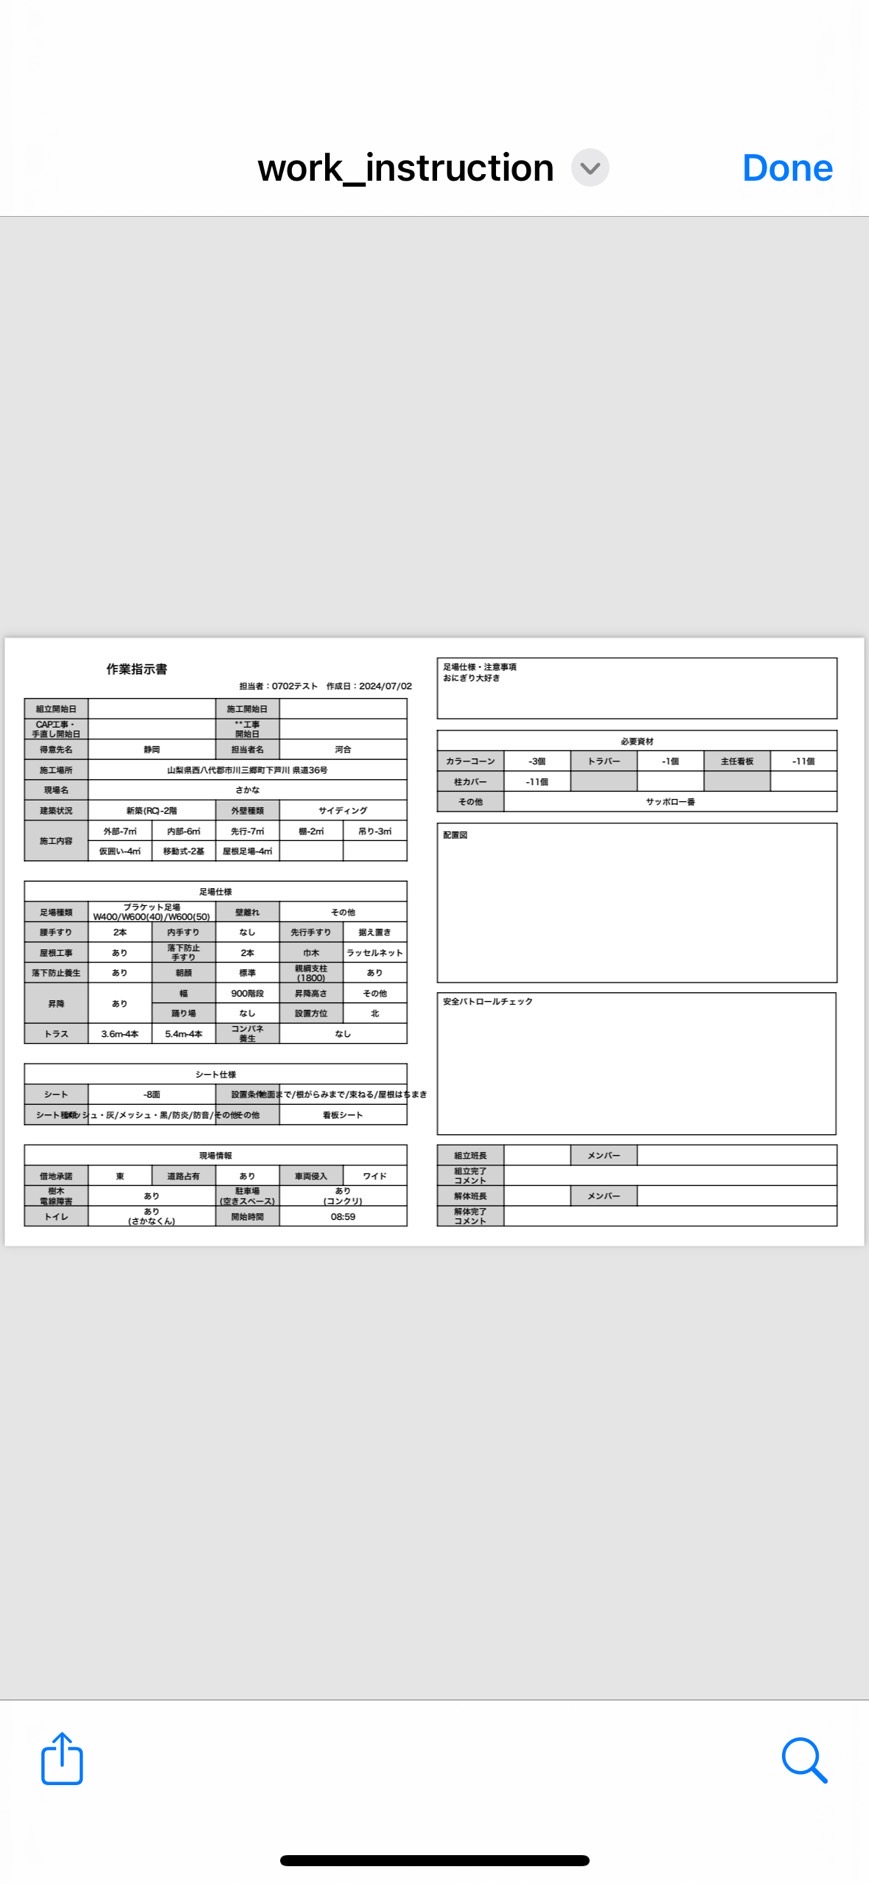 work_instruction
Done
作業指示書
担当者：0702テスト 作成日：2024/07/02
組立開始日 施工開始日
CAP工事・
手直し開始日
**工事
開始日
得意先名 静岡 担当者名 河合
施工場所 山梨県西八代郡市川三郷町下芦川 県道36号
現場名 さかな
建築状況 新築(RC)-2階 外壁種類 サイディング
施工内容
外部-7㎡ 内部-6㎡ 先行-7㎡ 棚-2㎡ 吊り-3㎡
仮囲い-4㎡ 移動式-2基 屋根足場-4㎡
足場仕様
足場種類
ブラケット足場
W400/W600(40)/W600(50)
壁離れ その他
腰手すり 2本 内手すり なし 先行手すり 据え置き
屋根工事 あり
落下防止
手すり
2本 巾木 ラッセルネット
落下防止養生 あり 朝顔 標準
親綱支柱
(1800)
あり
昇降 あり
幅 900階段 昇降高さ その他
踊り場 なし 設置方位 北
トラス 3.6m-4本 5.4m-4本
コンパネ
養生
なし
シート仕様
シート -8面 設置条件 地面まで/根がらみまで/束ねる/屋根はちまき
シート種類 メッシュ・灰/メッシュ・黒/防炎/防音/その他 その他 看板シート
現場情報
借地承諾 東 道路占有 あり 車両侵入 ワイド
樹木
電線障害
あり
駐車場
(空きスペース)
あり
(コンクリ)
トイレ
あり
(さかなくん)
開始時間 08:59
足場仕様・注意事項
おにぎり大好き
必要資材
カラーコーン -3個 トラバー -1個 主任看板 -11個
柱カバー -11個
その他 サッポロ一番
配置図
安全パトロールチェック
組立班長 メンバー
組立完了
コメント
解体班長 メンバー
解体完了
コメント